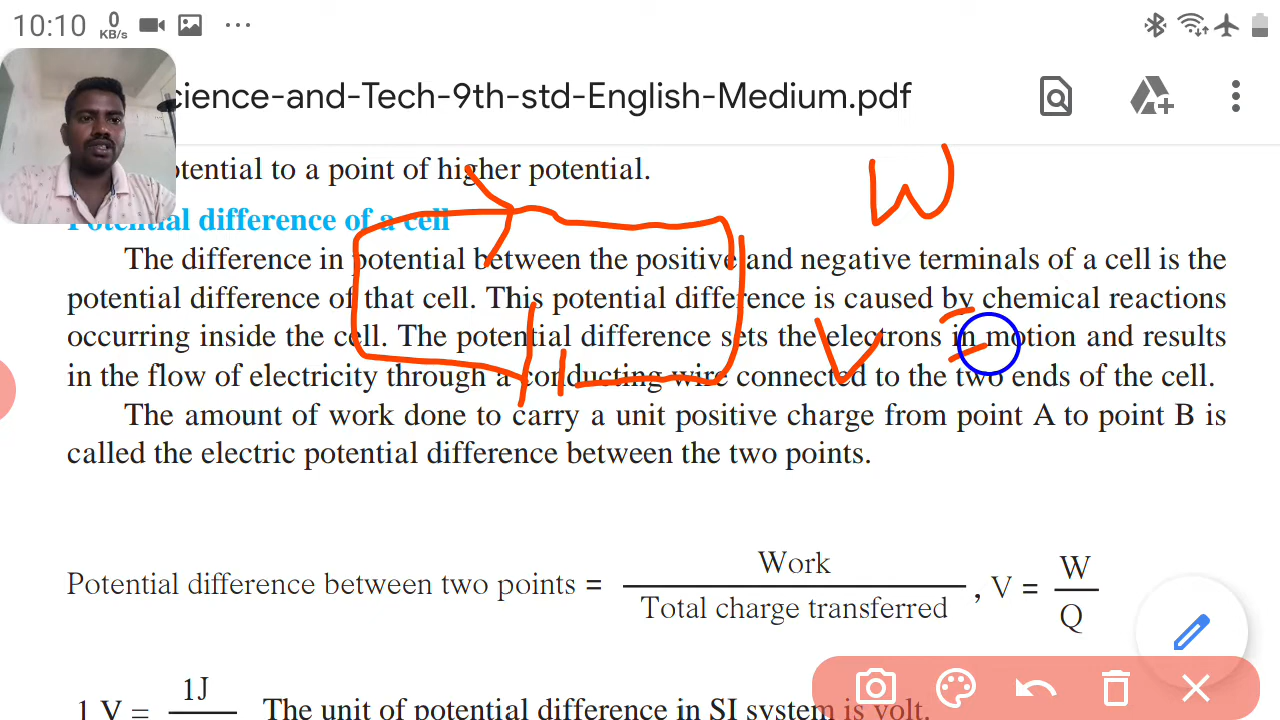 10:10 0 KB/s ...
cience-and-Tech-9th-std-English-Medium.pdf
otential to a point of higher potential.
Potential difference of a cell
The difference in potential between the positive and negative terminals of a cell is the
potential difference of that cell. This potential difference is caused by chemical reactions
occurring inside the cell. The potential difference sets the electrons in motion and results
in the flow of electricity through a conducting wire connected to the two ends of the cell.
The amount of work done to carry a unit positive charge from point A to point B is
called the electric potential difference between the two points.
W
V =
Potential difference between two points = Work / Total charge transferred , V = W / Q
1 V = 1J The unit of potential difference in SI system is volt.